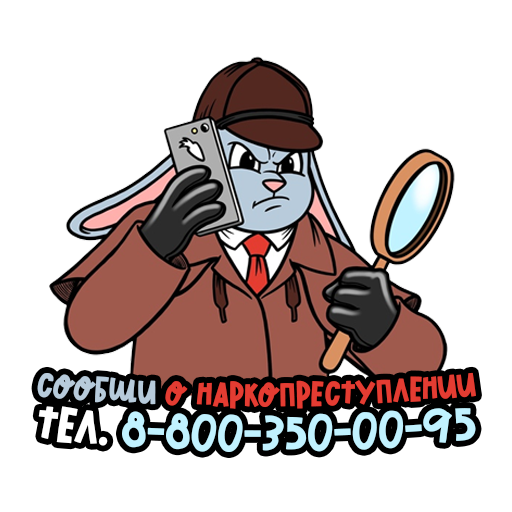 СООБЩИ О НАРКОПРЕСТУПЛЕНИИ
ТЕЛ. 8-800-350-00-95